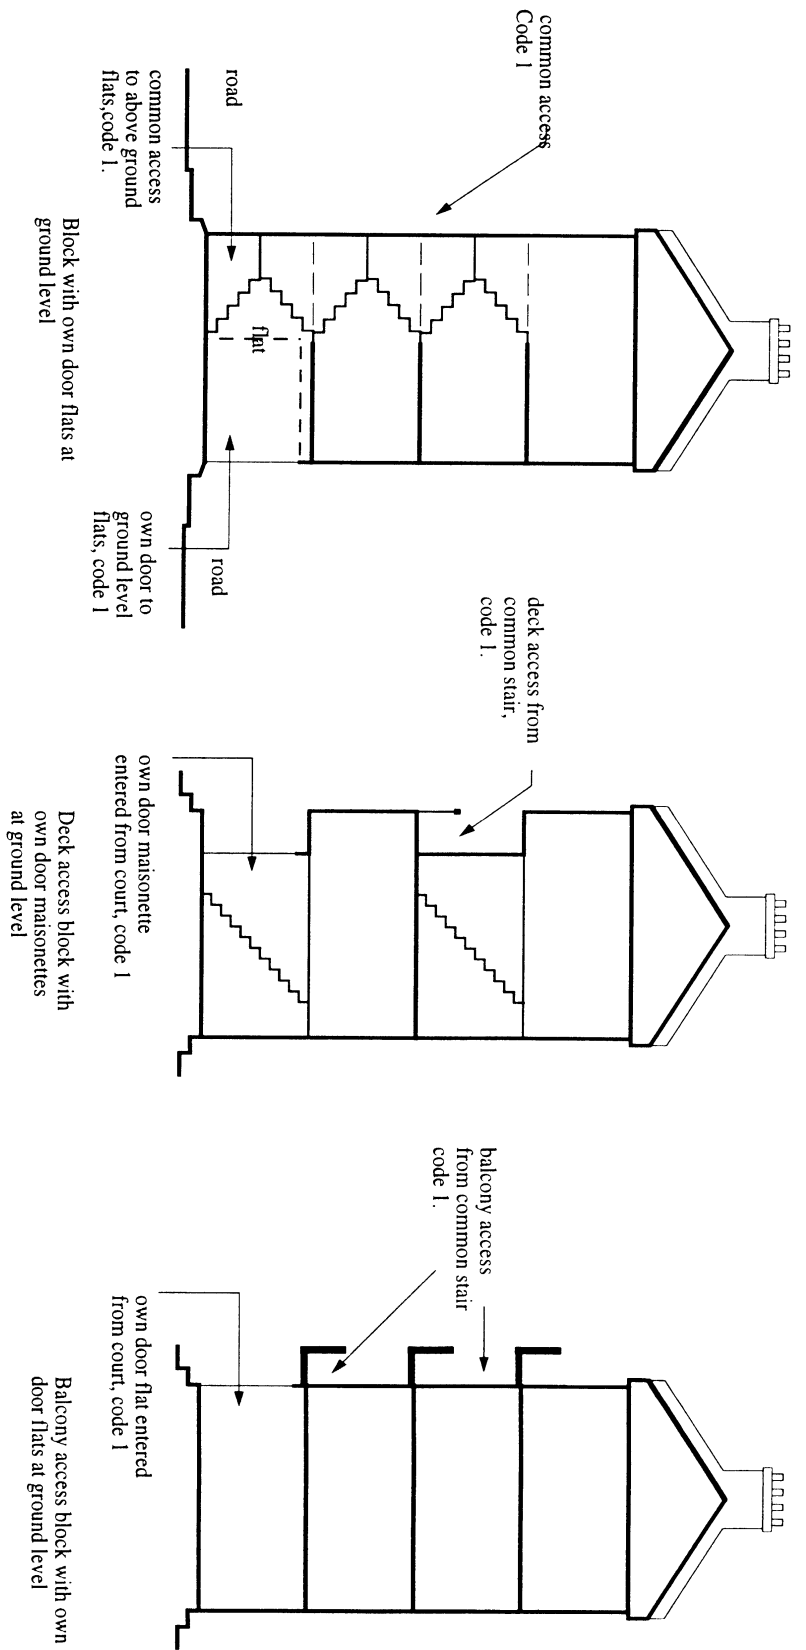 common access
Code 1
road
common access
to above ground
flats,code 1.
flat
road
own door to
ground level
flats, code 1
Block with own door flats at
ground level
deck access from
common stair,
code 1.
own door maisonette
entered from court, code 1
Deck access block with
own door maisonettes
at ground level
balcony access
from common stair
code 1.
own door flat entered
from court, code 1
Balcony access block with own
door flats at ground level